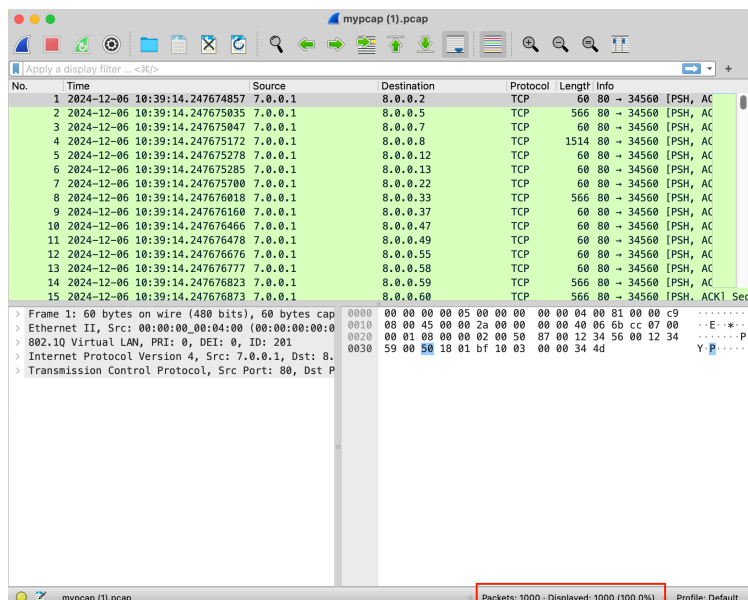 mypcap (1).pcap
Apply a display filter ... <⌘/>
+
No. Time Source Destination Protocol Length Info
1 2024-12-06 10:39:14.247674857 7.0.0.1 8.0.0.2 TCP 60 80 → 34560 [PSH, AC
2 2024-12-06 10:39:14.247675035 7.0.0.1 8.0.0.5 TCP 566 80 → 34560 [PSH, AC
3 2024-12-06 10:39:14.247675047 7.0.0.1 8.0.0.7 TCP 60 80 → 34560 [PSH, AC
4 2024-12-06 10:39:14.247675172 7.0.0.1 8.0.0.8 TCP 1514 80 → 34560 [PSH, AC
5 2024-12-06 10:39:14.247675278 7.0.0.1 8.0.0.12 TCP 60 80 → 34560 [PSH, AC
6 2024-12-06 10:39:14.247675285 7.0.0.1 8.0.0.13 TCP 60 80 → 34560 [PSH, AC
7 2024-12-06 10:39:14.247675700 7.0.0.1 8.0.0.22 TCP 60 80 → 34560 [PSH, AC
8 2024-12-06 10:39:14.247676018 7.0.0.1 8.0.0.33 TCP 566 80 → 34560 [PSH, AC
9 2024-12-06 10:39:14.247676160 7.0.0.1 8.0.0.37 TCP 60 80 → 34560 [PSH, AC
10 2024-12-06 10:39:14.247676466 7.0.0.1 8.0.0.47 TCP 60 80 → 34560 [PSH, AC
11 2024-12-06 10:39:14.247676478 7.0.0.1 8.0.0.49 TCP 60 80 → 34560 [PSH, AC
12 2024-12-06 10:39:14.247676676 7.0.0.1 8.0.0.55 TCP 60 80 → 34560 [PSH, AC
13 2024-12-06 10:39:14.247676777 7.0.0.1 8.0.0.58 TCP 60 80 → 34560 [PSH, AC
14 2024-12-06 10:39:14.247676823 7.0.0.1 8.0.0.59 TCP 566 80 → 34560 [PSH, AC
15 2024-12-06 10:39:14.247676873 7.0.0.1 8.0.0.60 TCP 566 80 → 34560 [PSH, ACK] Sec
> Frame 1: 60 bytes on wire (480 bits), 60 bytes cap
> Ethernet II, Src: 00:00:00_00:04:00 (00:00:00:00:0
> 802.1Q Virtual LAN, PRI: 0, DEI: 0, ID: 201
> Internet Protocol Version 4, Src: 7.0.0.1, Dst: 8.
> Transmission Control Protocol, Src Port: 80, Dst P
0000 00 00 00 00 05 00 00 00 00 00 04 00 81 00 00 c9 ········
0010 08 00 45 00 00 2a 00 00 00 00 40 06 6b cc 07 00 ··E··*··
0020 00 01 08 00 00 02 00 50 87 00 12 34 56 00 12 34 ·······P
0030 59 00 50 18 01 bf 10 03 00 00 34 4d Y·P·····
mypcap (1).pcap
Packets: 1000 · Displayed: 1000 (100.0%)
Profile: Default